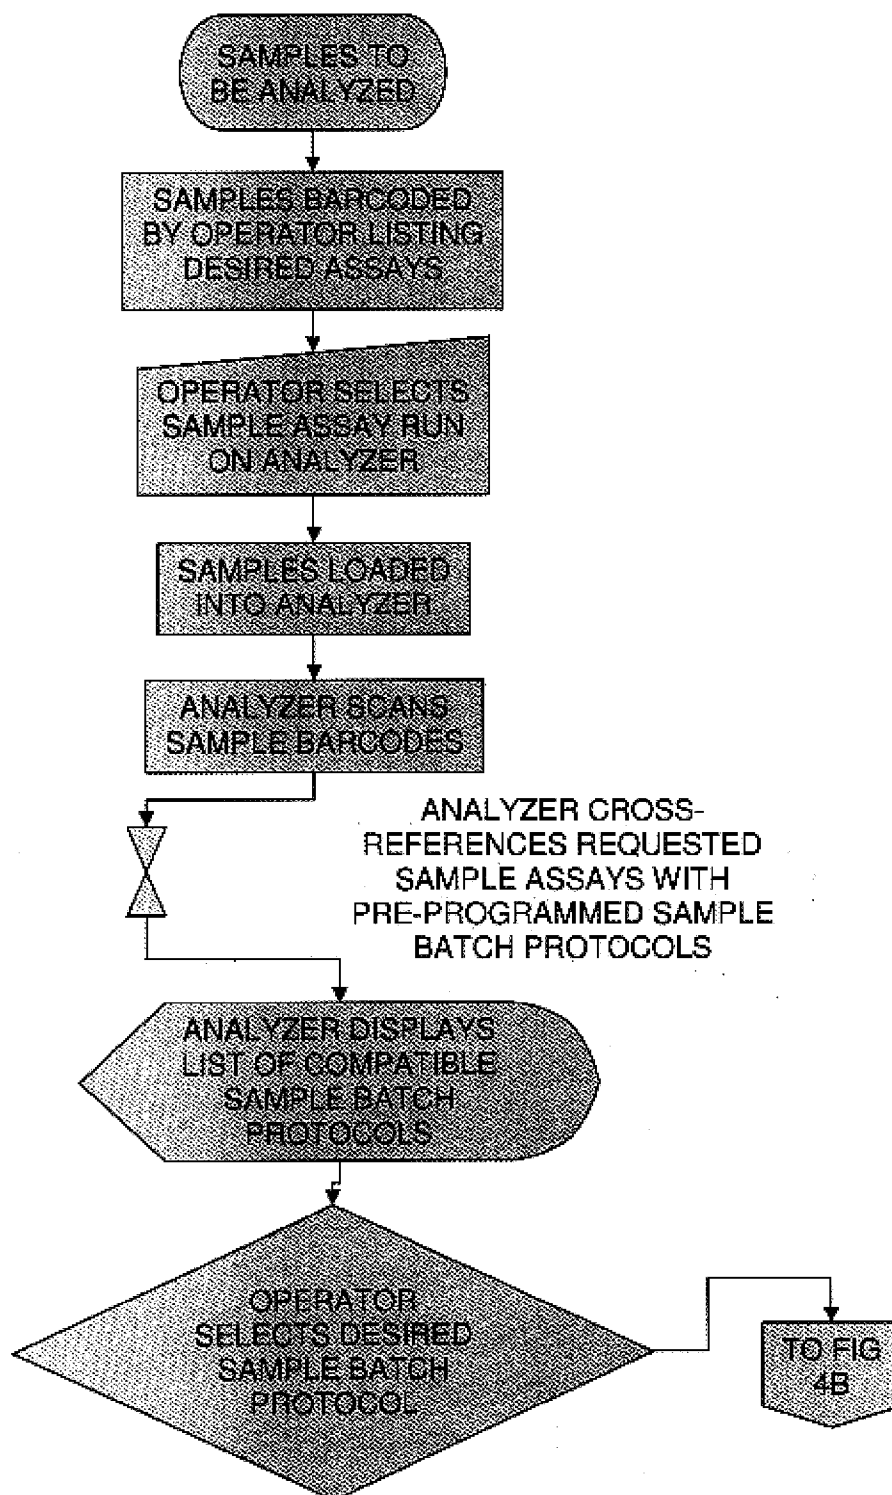 SAMPLES TO
BE ANALYZED
SAMPLES BARCODED
BY OPERATOR LISTING
DESIRED ASSAYS
OPERATOR SELECTS
SAMPLE ASSAY RUN
ON ANALYZER
SAMPLES LOADED
INTO ANALYZER
ANALYZER SCANS
SAMPLE BARCODES
ANALYZER CROSS-
REFERENCES REQUESTED
SAMPLE ASSAYS WITH
PRE-PROGRAMMED SAMPLE
BATCH PROTOCOLS
ANALYZER DISPLAYS
LIST OF COMPATIBLE
SAMPLE BATCH
PROTOCOLS
OPERATOR
SELECTS DESIRED
SAMPLE BATCH
PROTOCOL
TO FIG
4B